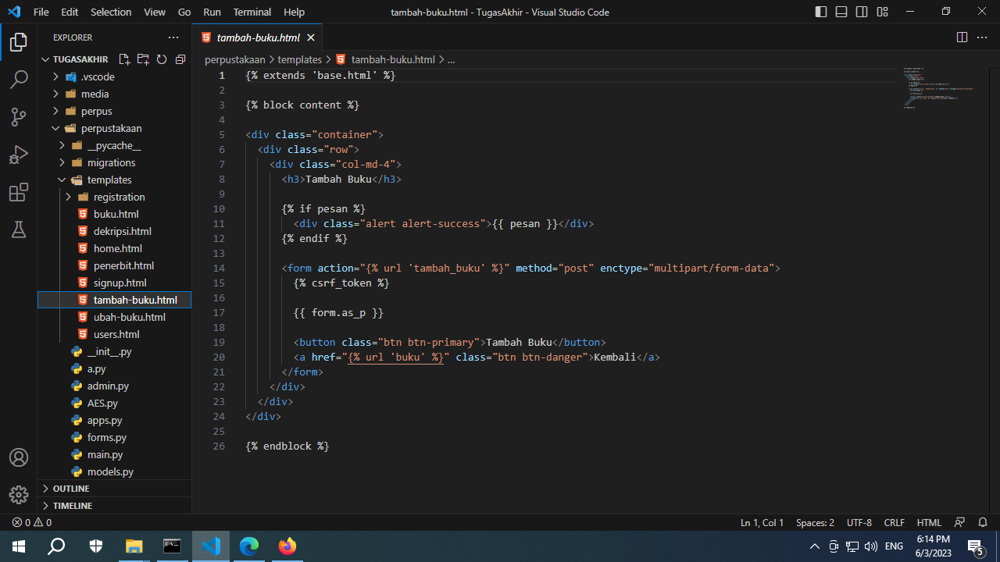 File Edit Selection View Go Run Terminal Help tambah-buku.html - TugasAkhir - Visual Studio Code
EXPLORER
TUGASAKHIR
.vscode
media
perpus
perpustakaan
__pycache__
migrations
templates
registration
buku.html
dekripsi.html
home.html
penerbit.html
signup.html
tambah-buku.html
ubah-buku.html
users.html
__init__.py
a.py
admin.py
AES.py
apps.py
forms.py
main.py
models.py
OUTLINE
TIMELINE
tambah-buku.html
perpustakaan > templates > tambah-buku.html > ...
1 {% extends 'base.html' %}
2
3 {% block content %}
4
5 <div class="container">
6 <div class="row">
7 <div class="col-md-4">
8 <h3>Tambah Buku</h3>
9
10 {% if pesan %}
11 <div class="alert alert-success">{{ pesan }}</div>
12 {% endif %}
13
14 <form action="{% url 'tambah_buku' %}" method="post" enctype="multipart/form-data">
15 {% csrf_token %}
16
17 {{ form.as_p }}
18
19 <button class="btn btn-primary">Tambah Buku</button>
20 <a href="{% url 'buku' %}" class="btn btn-danger">Kembali</a>
21 </form>
22 </div>
23 </div>
24 </div>
25
26 {% endblock %}
0 0 Ln 1, Col 1 Spaces: 2 UTF-8 CRLF HTML
ENG
6:14 PM
6/3/2023
5